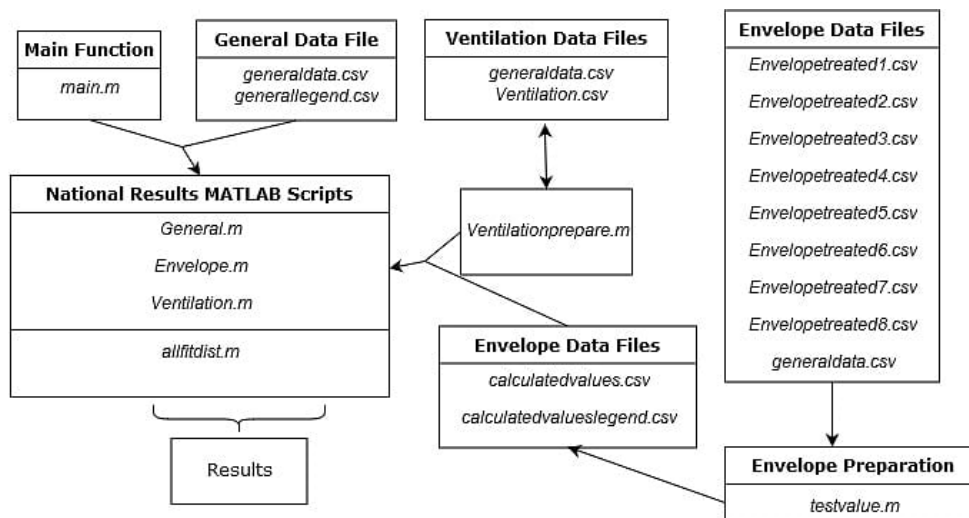 Main Function
main.m
General Data File
generaldata.csv
generallegend.csv
Ventilation Data Files
generaldata.csv
Ventilation.csv
Envelope Data Files
Envelopetreated1.csv
Envelopetreated2.csv
Envelopetreated3.csv
Envelopetreated4.csv
Envelopetreated5.csv
Envelopetreated6.csv
Envelopetreated7.csv
Envelopetreated8.csv
generaldata.csv
National Results MATLAB Scripts
General.m
Envelope.m
Ventilation.m
allfitdist.m
Ventilationprepare.m
Envelope Data Files
calculatedvalues.csv
calculatedvalueslegend.csv
Results
Envelope Preparation
testvalue.m